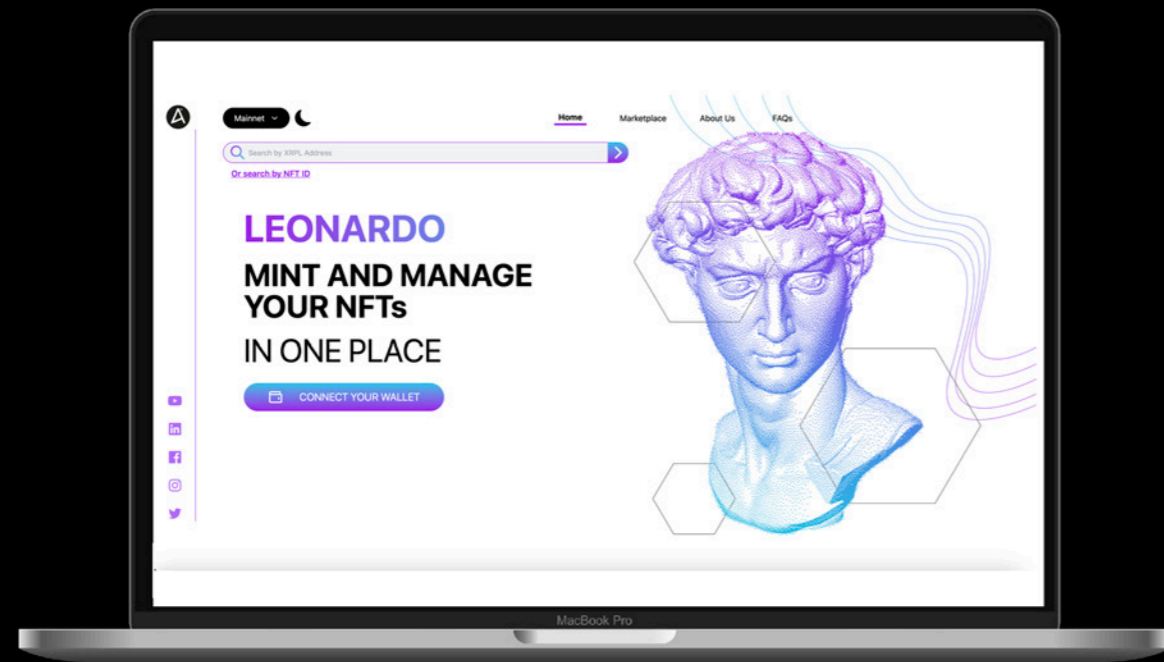 Mainnet
Home
Marketplace
About Us
FAQs
Search by XRPL Address
Or search by NFT ID
LEONARDO
MINT AND MANAGE
YOUR NFTs
IN ONE PLACE
CONNECT YOUR WALLET
MacBook Pro